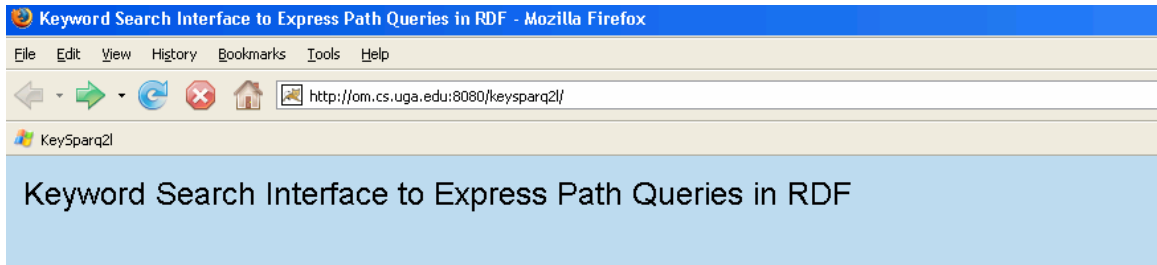 Keyword Search Interface to Express Path Queries in RDF - Mozilla Firefox
File Edit View History Bookmarks Tools Help
http://om.cs.uga.edu:8080/keysparq2l/
KeySparq2l
Keyword Search Interface to Express Path Queries in RDF